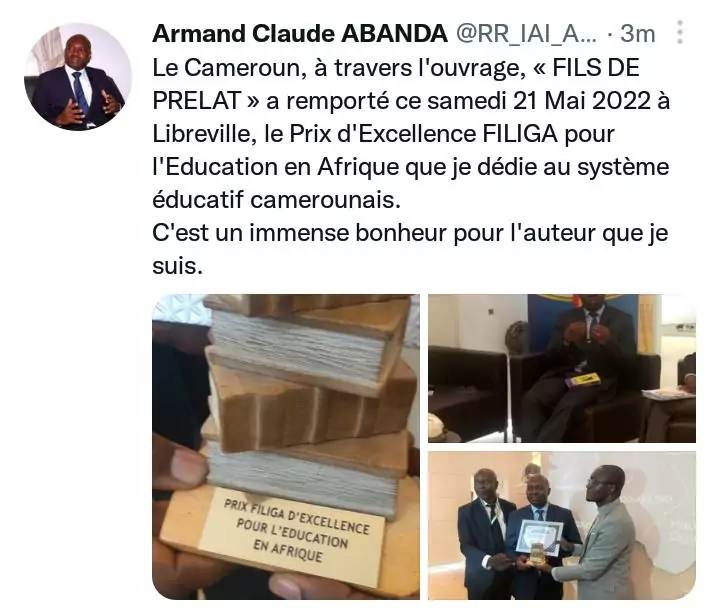 Armand Claude ABANDA @RR_IAI_A... · 3m
Le Cameroun, à travers l'ouvrage, « FILS DE
PRELAT » a remporté ce samedi 21 Mai 2022 à
Libreville, le Prix d'Excellence FILIGA pour
l'Education en Afrique que je dédie au système
éducatif camerounais.
C'est un immense bonheur pour l'auteur que je
suis.
PRIX FILIGA D'EXCELLENCE
POUR L'EDUCATION
EN AFRIQUE